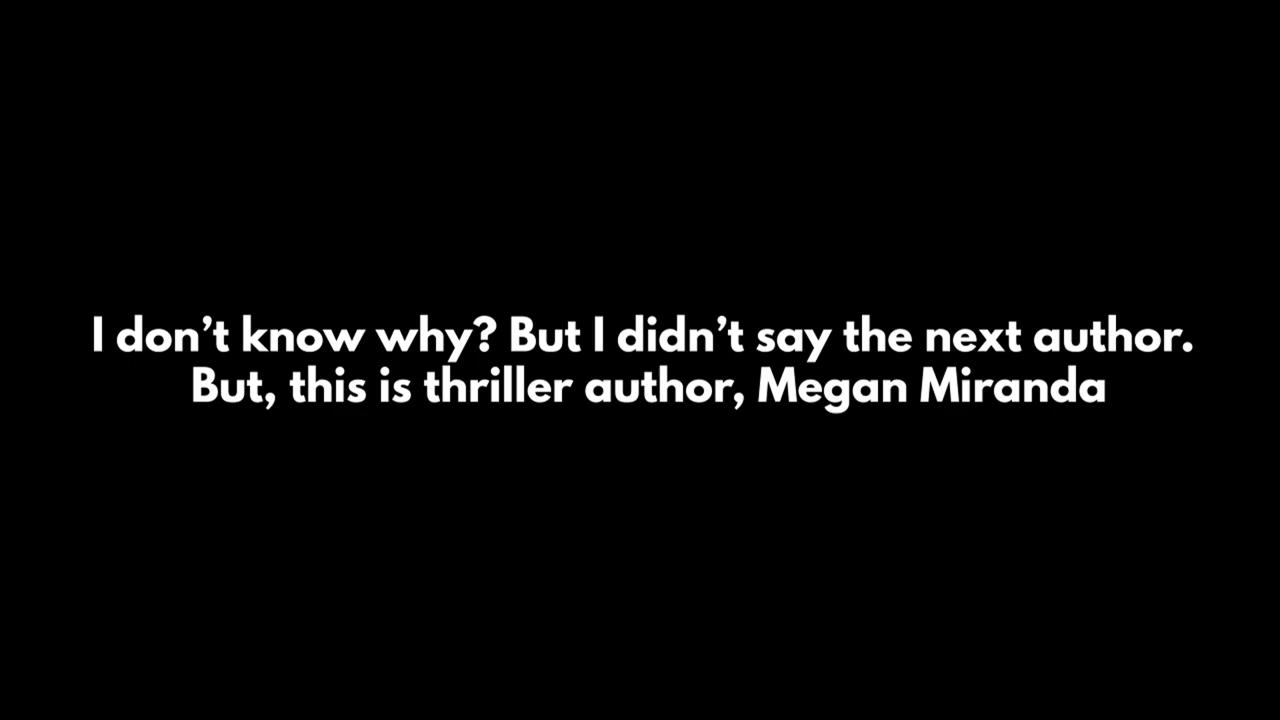 I don’t know why? But I didn’t say the next author.
But, this is thriller author, Megan Miranda